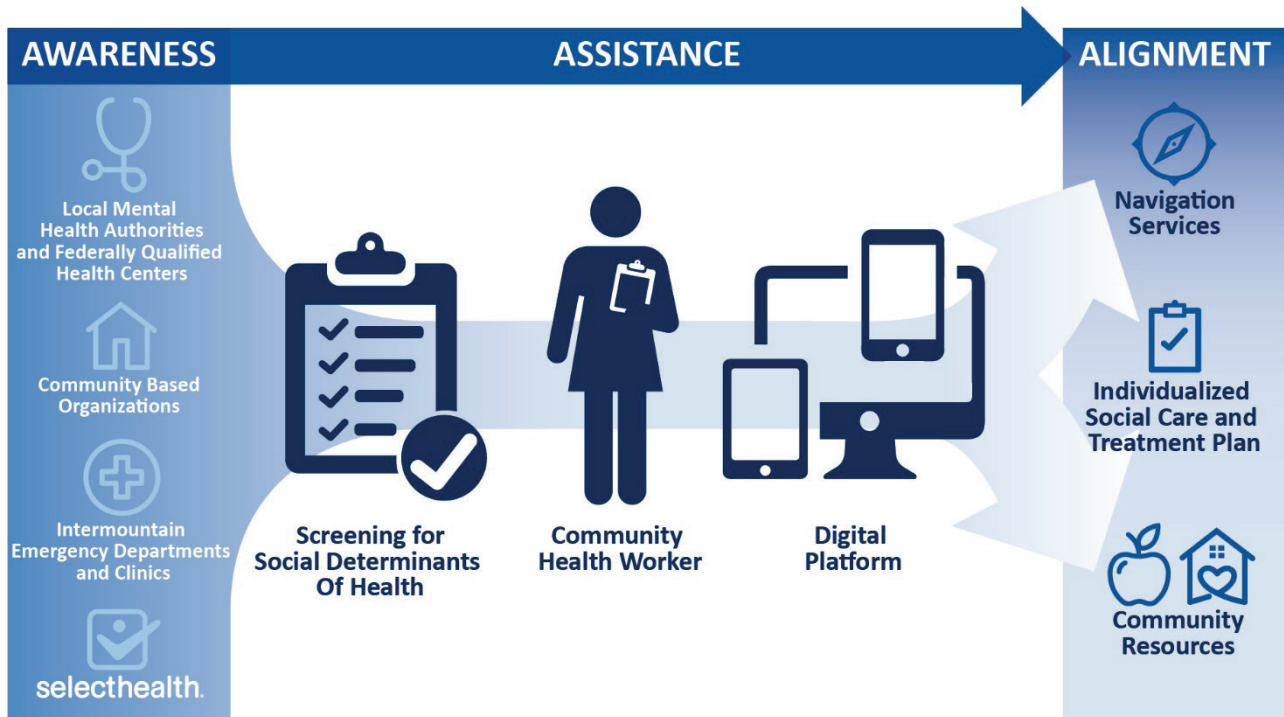 AWARENESS
ASSISTANCE
ALIGNMENT
Local Mental
Health Authorities
and Federally Qualified
Health Centers
Community Based
Organizations
Intermountain
Emergency Departments
and Clinics
selecthealth.
Screening for
Social Determinants
Of Health
Community
Health Worker
Digital
Platform
Navigation
Services
Individualized
Social Care and
Treatment Plan
Community
Resources